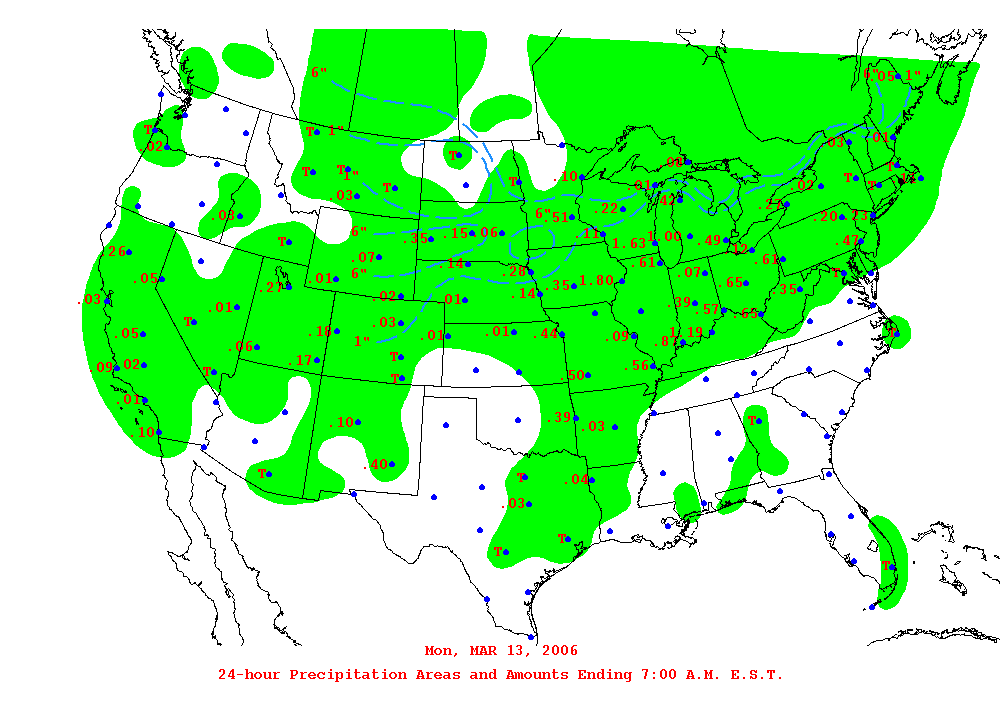 6" 6" .05 1"
T T 1" .01
.02 .03
T .08 T
T T 1" .10 T T .11
.03 T T .01 .02
.03 6" .51 .22 .42 .27 .20 .23
T 6" .35 .15 .06 .11 1.63 1.00 .49 .12 .47
.26 .07 .14 .61 .61
.05 .01 6" .28 .07 T
.27 .35 1.80 .65 .35
.03 .02 .01 .14
.01 .39 .57
T .03 .65
.05 .18 .01 .01 .44 .09 1.19 T
.06 1" .87
.09 .02 .17 T .56
T T .50
.01
.10 .10 .39 .03 T
.40
T T .04
.03
T T
T
Mon, MAR 13, 2006
24-hour Precipitation Areas and Amounts Ending 7:00 A.M. E.S.T.